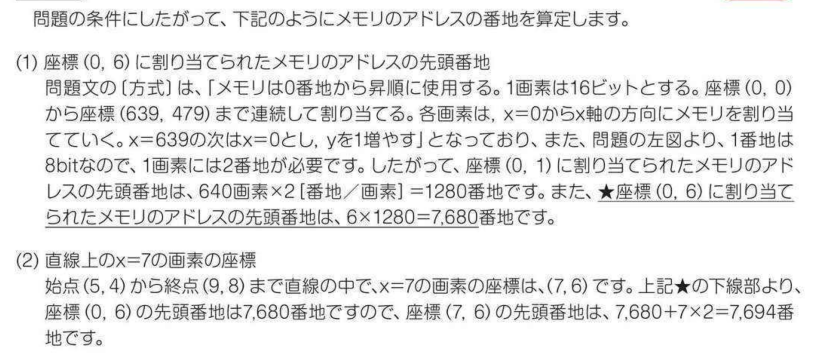 問題の条件にしたがって、下記のようにメモリのアドレスの番地を算定します。
(1) 座標(0, 6)に割り当てられたメモリのアドレスの先頭番地
問題文の〔方式〕は、「メモリは0番地から昇順に使用する。1画素は16ビットとする。座標(0, 0)
から座標(639, 479)まで連続して割り当てる。各画素は, x=0からx軸の方向にメモリを割り当
てていく。x=639の次はx=0とし, yを1増やす」となっており、また、問題の左図より、1番地は
8bitなので、1画素には2番地が必要です。したがって、座標(0, 1)に割り当てられたメモリのアド
レスの先頭番地は、640画素×2[番地/画素]=1280番地です。また、★座標(0, 6)に割り当て
られたメモリのアドレスの先頭番地は、6×1280=7,680番地です。
(2) 直線上のx=7の画素の座標
始点(5, 4)から終点(9, 8)まで直線の中で、x=7の画素の座標は、(7, 6)です。上記★の下線部より、
座標(0, 6)の先頭番地は7,680番地ですので、座標(7, 6)の先頭番地は、7,680+7×2=7,694番
地です。